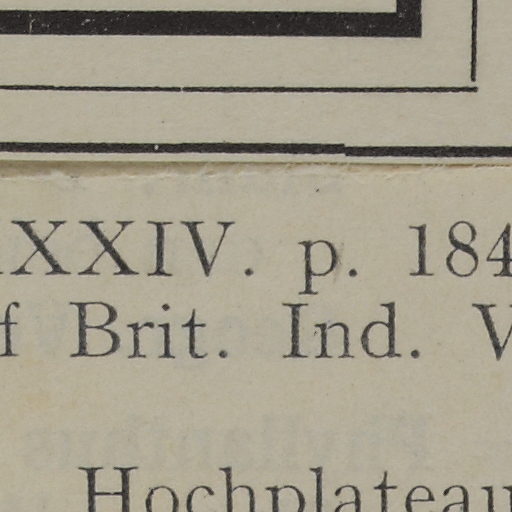 XXIV. p. 184
f Brit. Ind.
Hochplateau